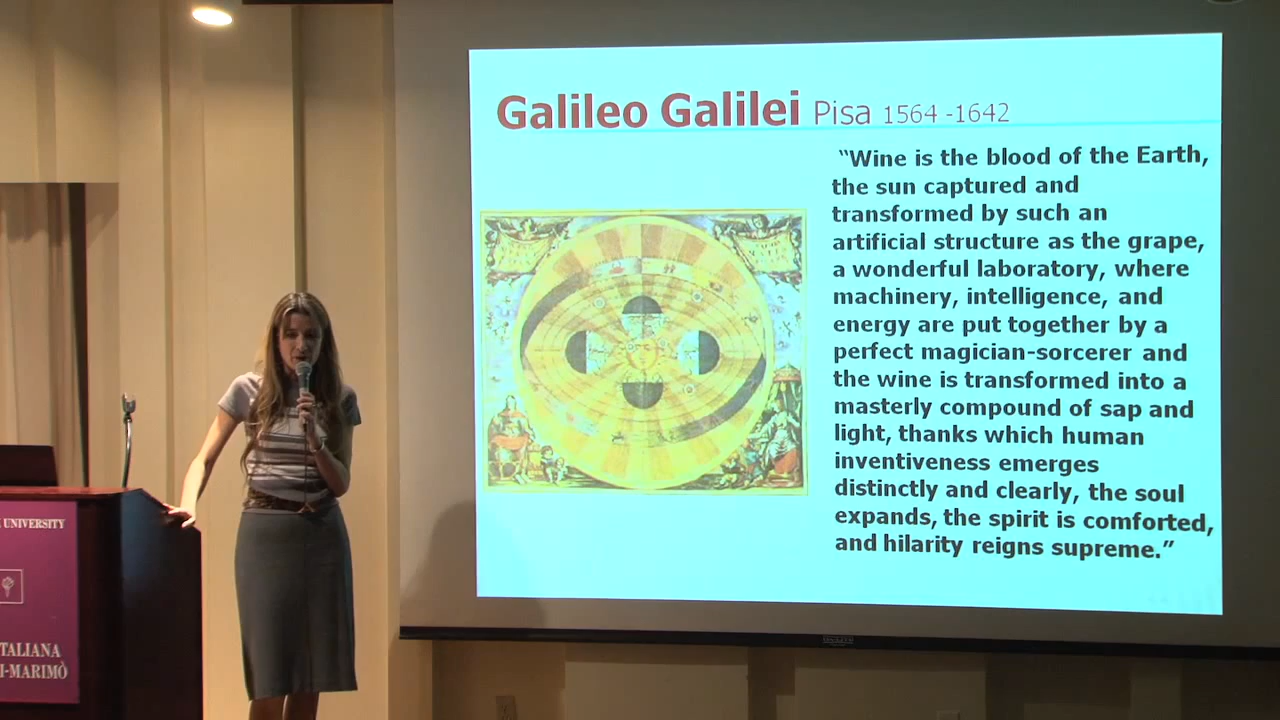 Galileo Galilei Pisa 1564 -1642
“Wine is the blood of the Earth,
the sun captured and
transformed by such an
artificial structure as the grape,
a wonderful laboratory, where
machinery, intelligence, and
energy are put together by a
perfect magician-sorcerer and
the wine is transformed into a
masterly compound of sap and
light, thanks which human
inventiveness emerges
distinctly and clearly, the soul
expands, the spirit is comforted,
and hilarity reigns supreme.”
UNIVERSITY
TALIANA
I-MARIMÒ